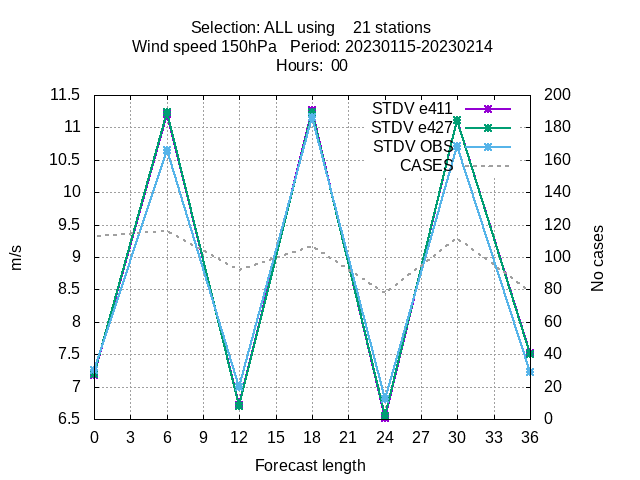 Selection: ALL using    21 stations
Wind speed 150hPa   Period: 20230115-20230214
Hours:  00
11.5
11
10.5
10
9.5
9
8.5
8
7.5
7
6.5
200
180
160
140
120
100
80
60
40
20
0
STDV e411
STDV e427
STDV OBS
CASES
m/s
No cases
0 3 6 9 12 15 18 21 24 27 30 33 36
Forecast length